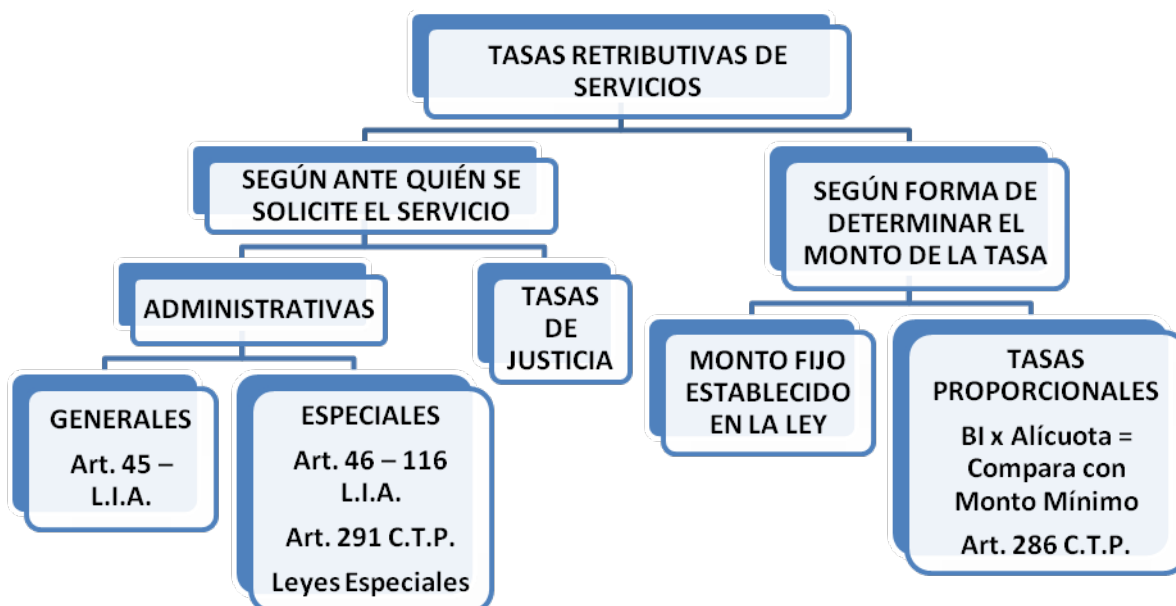 TASAS RETRIBUTIVAS DE
SERVICIOS
SEGÚN ANTE QUIÉN SE
SOLICITE EL SERVICIO
SEGÚN FORMA DE
DETERMINAR EL
MONTO DE LA TASA
ADMINISTRATIVAS
TASAS
DE
JUSTICIA
MONTO FIJO
ESTABLECIDO
EN LA LEY
TASAS
PROPORCIONALES
BI x Alícuota =
Compara con
Monto Mínimo
Art. 286 C.T.P.
GENERALES
Art. 45 –
L.I.A.
ESPECIALES
Art. 46 – 116
L.I.A.
Art. 291 C.T.P.
Leyes Especiales